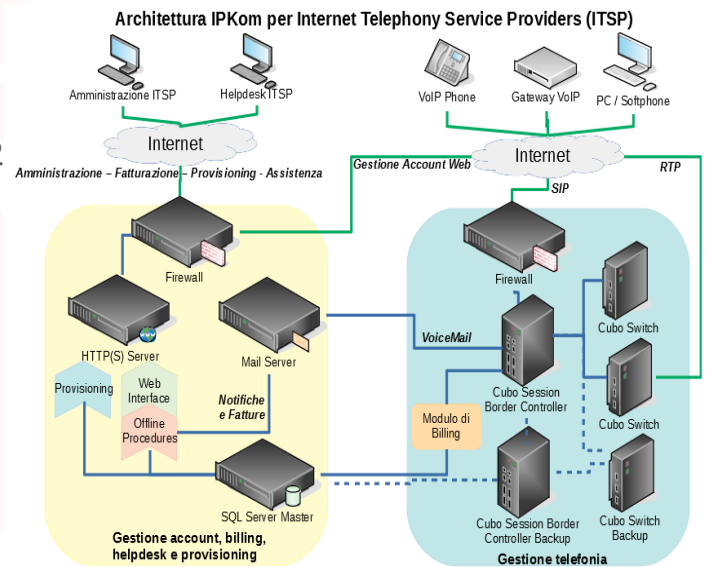 Architettura IPKom per Internet Telephony Service Providers (ITSP)
Amministrazione ITSP
Helpdesk ITSP
VoIP Phone
Gateway VoIP
PC / Softphone
Internet
Internet
Gestione Account Web
RTP
Amministrazione – Fatturazione – Provisioning - Assistenza
SIP
Firewall
Firewall
HTTP(S) Server
Mail Server
VoiceMail
Cubo Switch
Provisioning
Web
Interface
Offline
Procedures
Notifiche
e Fatture
Cubo Session
Border Controller
Modulo di
Billing
Cubo Switch
SQL Server Master
Cubo Session Border
Controller Backup
Cubo Switch
Backup
Gestione account, billing,
helpdesk e provisioning
Gestione telefonia